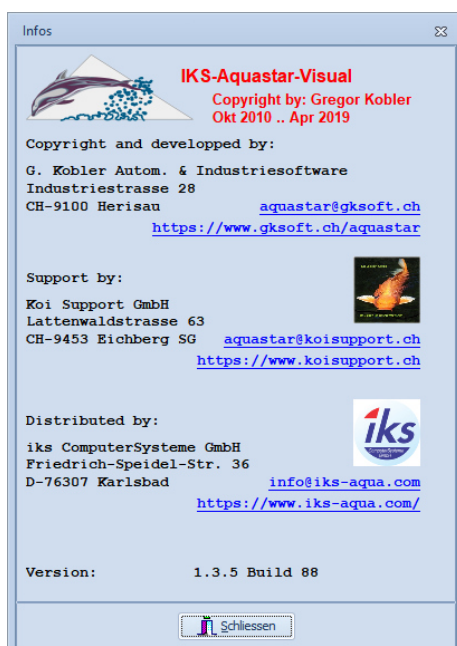 Infos
IKS-Aquastar-Visual
Copyright by: Gregor Kobler
Okt 2010 .. Apr 2019
Copyright and developped by:
G. Kobler Autom. & Industriesoftware
Industriestrasse 28
CH-9100 Herisau aquastar@gksoft.ch
https://www.gksoft.ch/aquastar
Support by:
Koi Support GmbH
Lattenwaldstrasse 63
CH-9453 Eichberg SG aquastar@koisupport.ch
https://www.koisupport.ch
Distributed by:
iks
iks ComputerSysteme GmbH
Friedrich-Speidel-Str. 36
D-76307 Karlsbad info@iks-aqua.com
https://www.iks-aqua.com/
Version: 1.3.5 Build 88
Schliessen